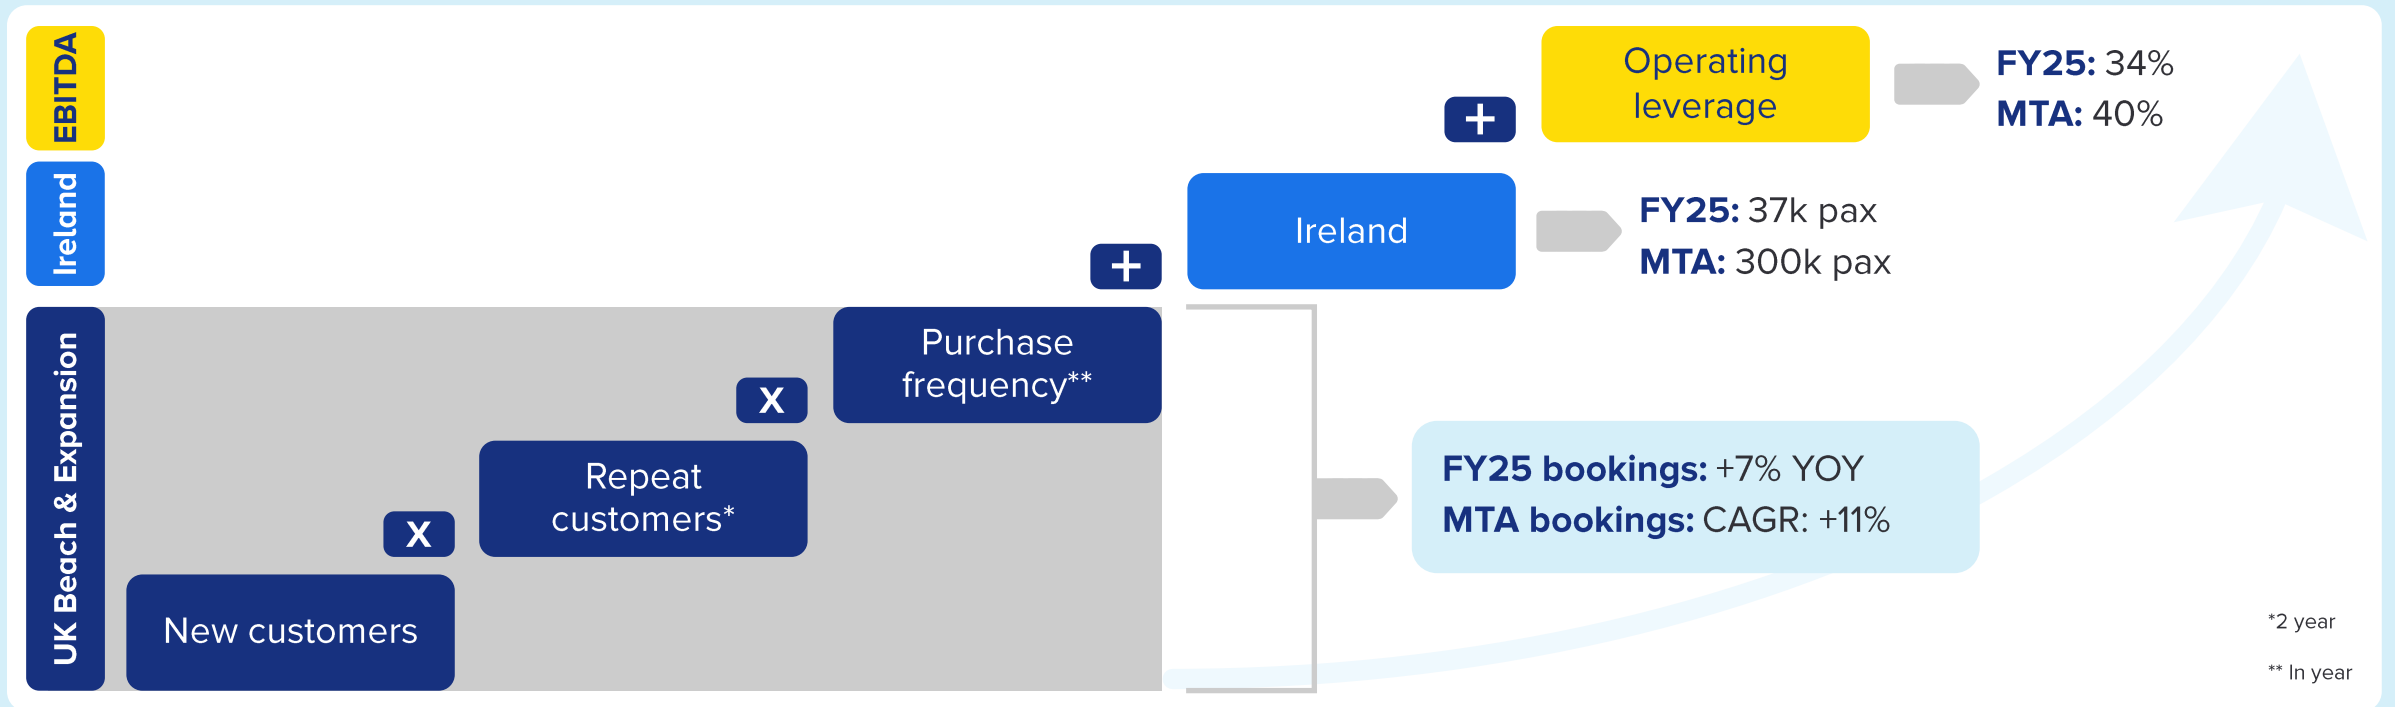 EBITDA
+
Operating
leverage
FY25: 34%
MTA: 40%
Ireland
+
Ireland
FY25: 37k pax
MTA: 300k pax
UK Beach & Expansion
New customers
X
Repeat
customers*
X
Purchase
frequency**
FY25 bookings: +7% YOY
MTA bookings: CAGR: +11%
*2 year
** In year